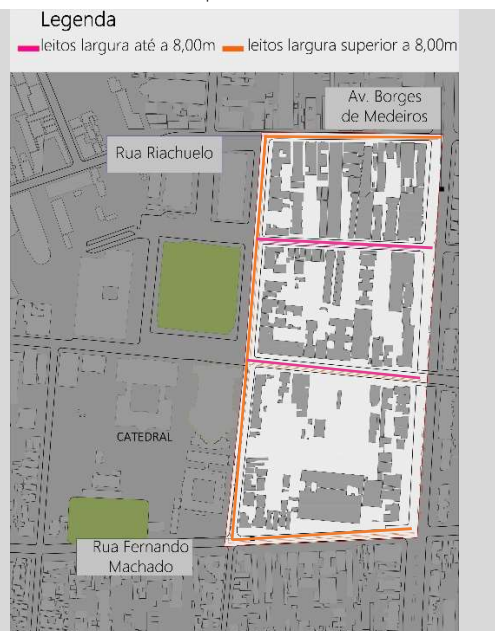 Legenda
leitos largura até a 8,00m leitos largura superior a 8,00m
Av. Borges
de Medeiros
Rua Riachuelo
CATEDRAL
Rua Fernando
Machado